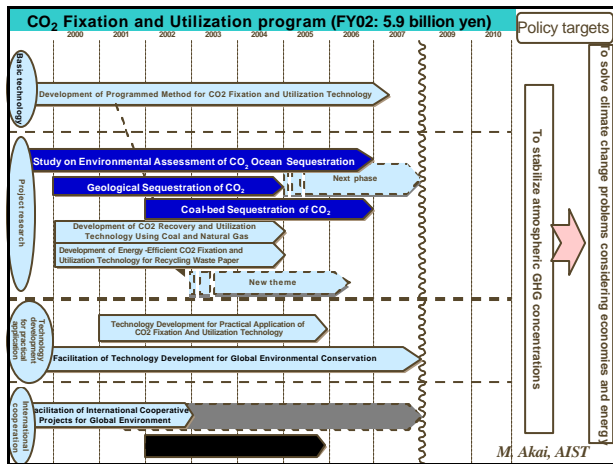 CO2 Fixation and Utilization program (FY02: 5.9 billion yen)
Policy targets
2000 2001 2002 2003 2004 2005 2006 2007 2009 2010
Basic technology
Development of Programmed Method for CO2 Fixation and Utilization Technology
Project research
Study on Environmental Assessment of CO2 Ocean Sequestration
Next phase
Geological Sequestration of CO2
Coal-bed Sequestration of CO2
Development of CO2 Recovery and Utilization
Technology Using Coal and Natural Gas
Development of Energy -Efficient CO2 Fixation and
Utilization Technology for Recycling Waste Paper
New theme
Technology development
for practical
application
Technology Development for Practical Application of
CO2 Fixation And Utilization Technology
Facilitation of Technology Development for Global Environmental Conservation
International
cooperation
acilitation of International Cooperative
Projects for Global Environment
To stabilize atmospheric GHG concentrations
To solve climate change problems considering economies and energy
M. Akai, AIST